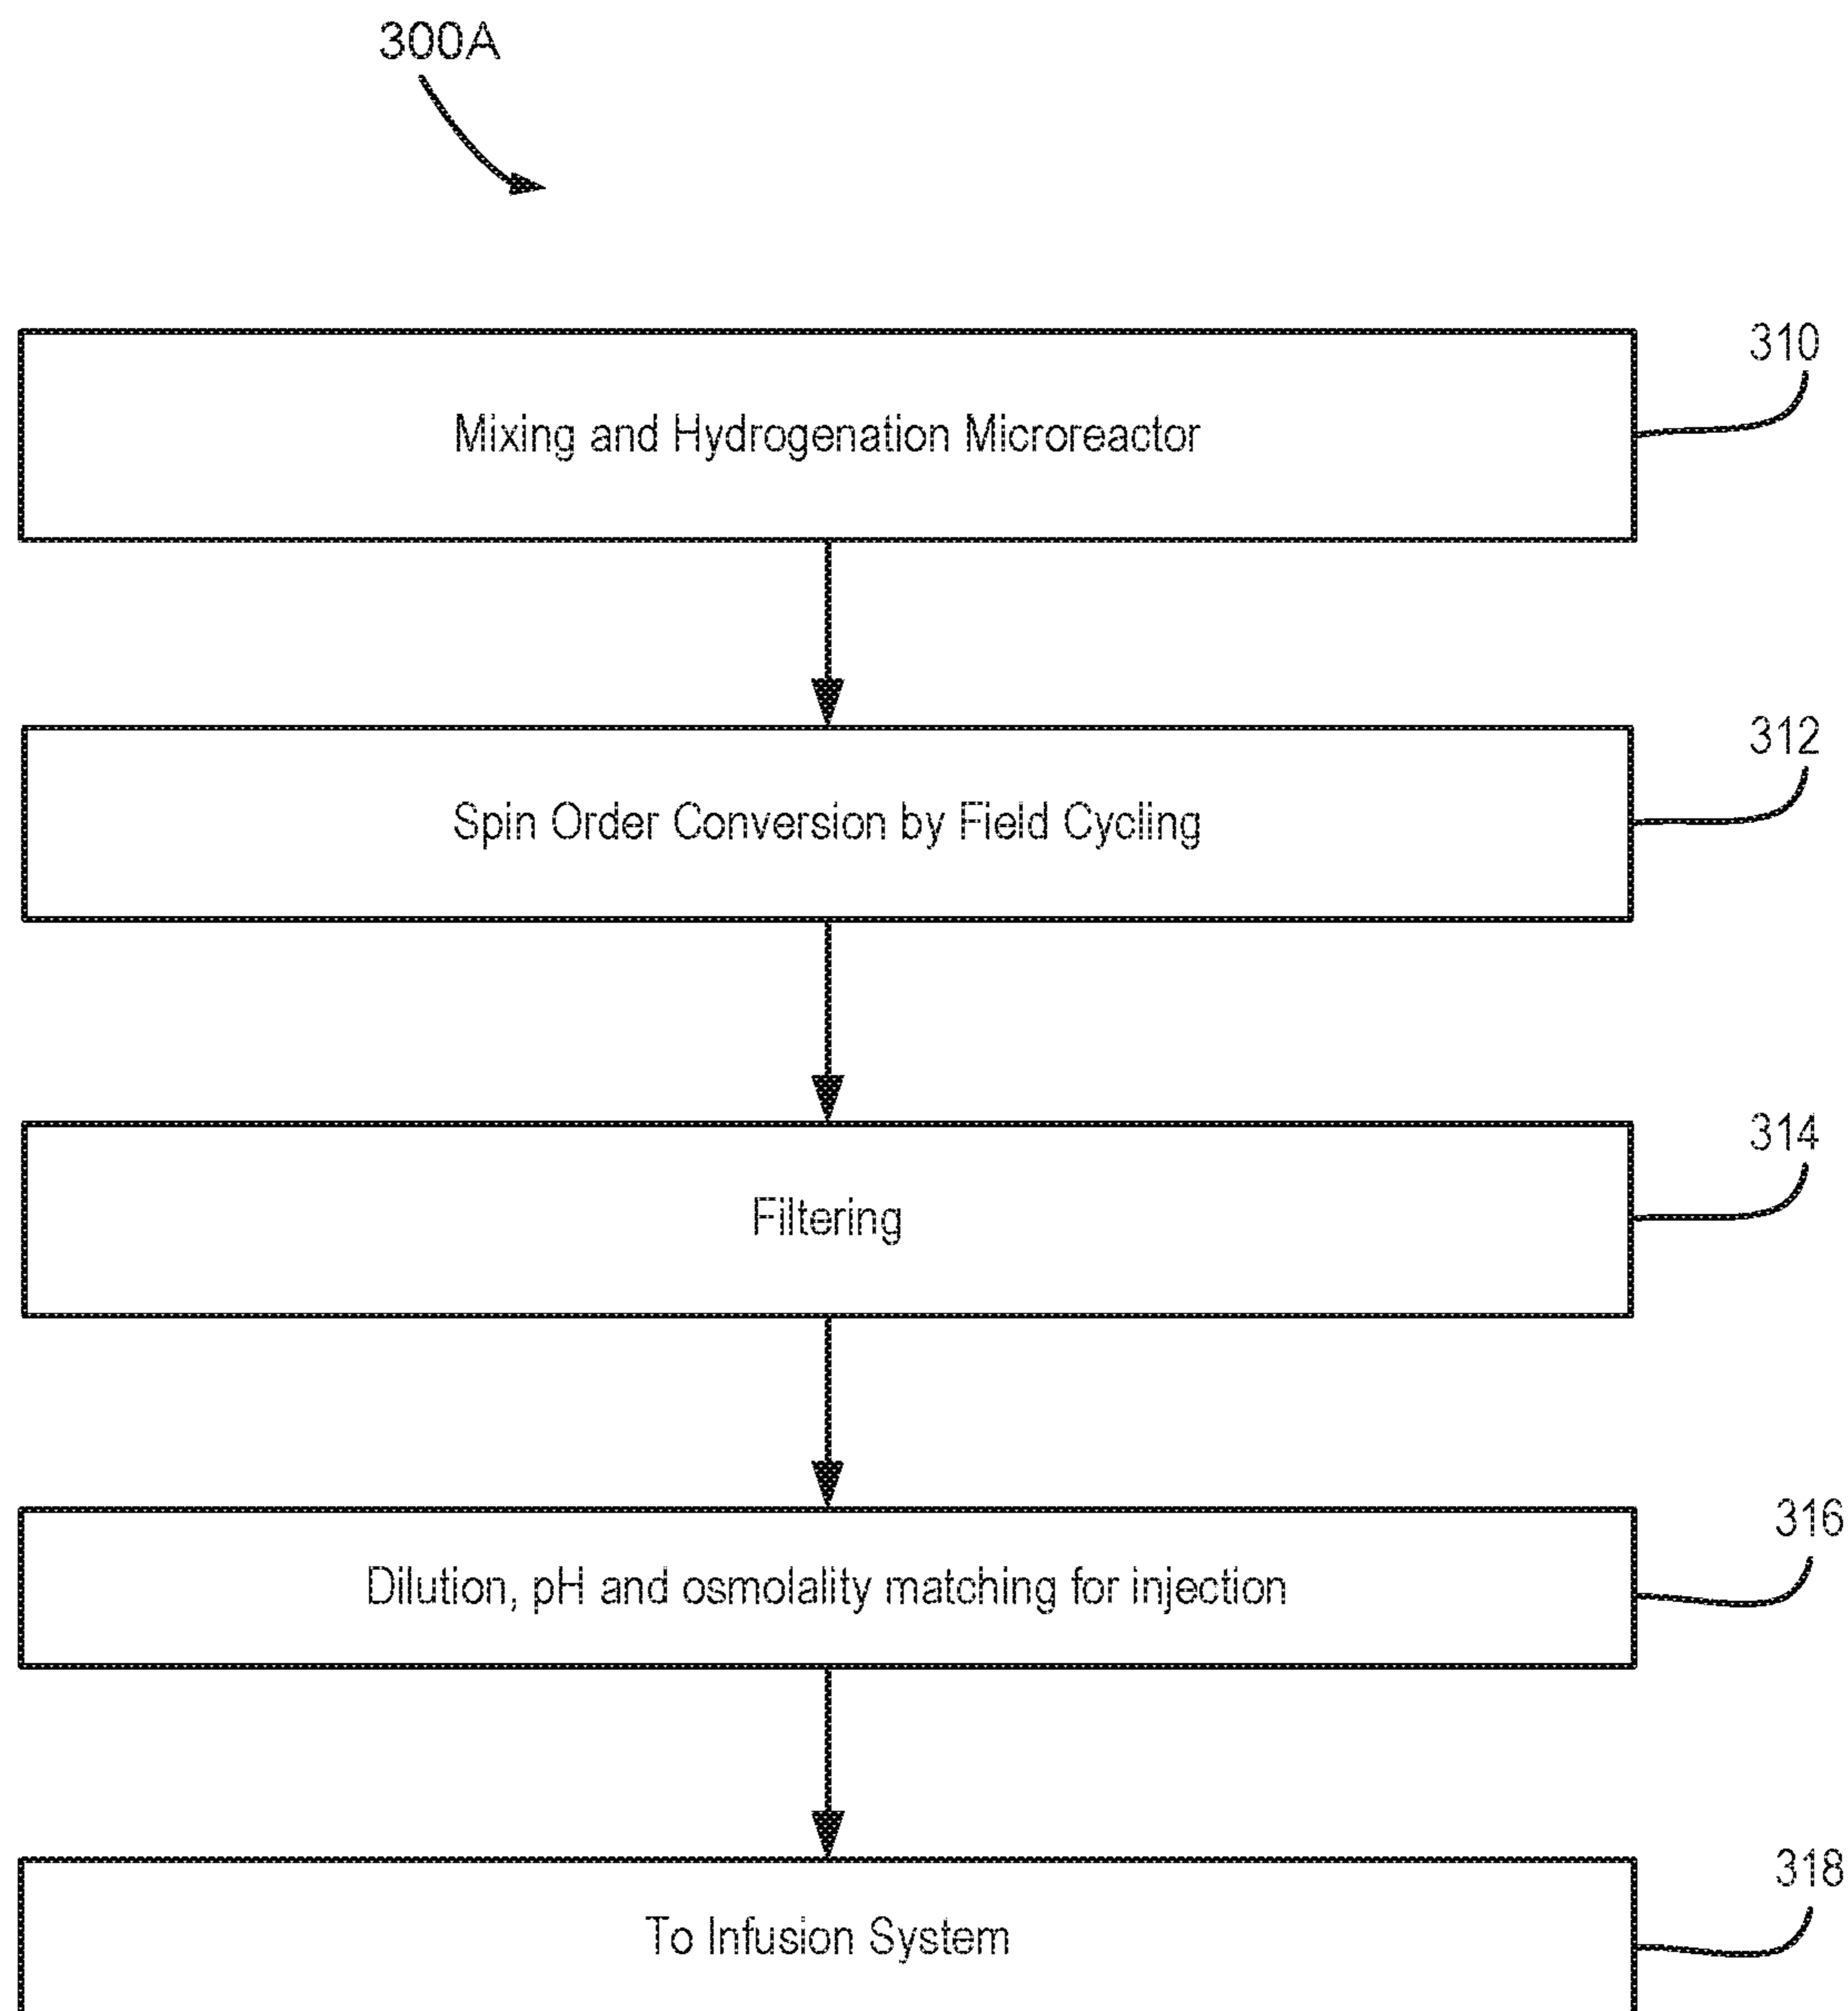 300A
310
Mixing and Hydrogenation Microreactor
312
Spin Order Conversion by Field Cycling
314
Filtering
316
Dilution, pH and osmolality matching for injection
318
To Infusion System